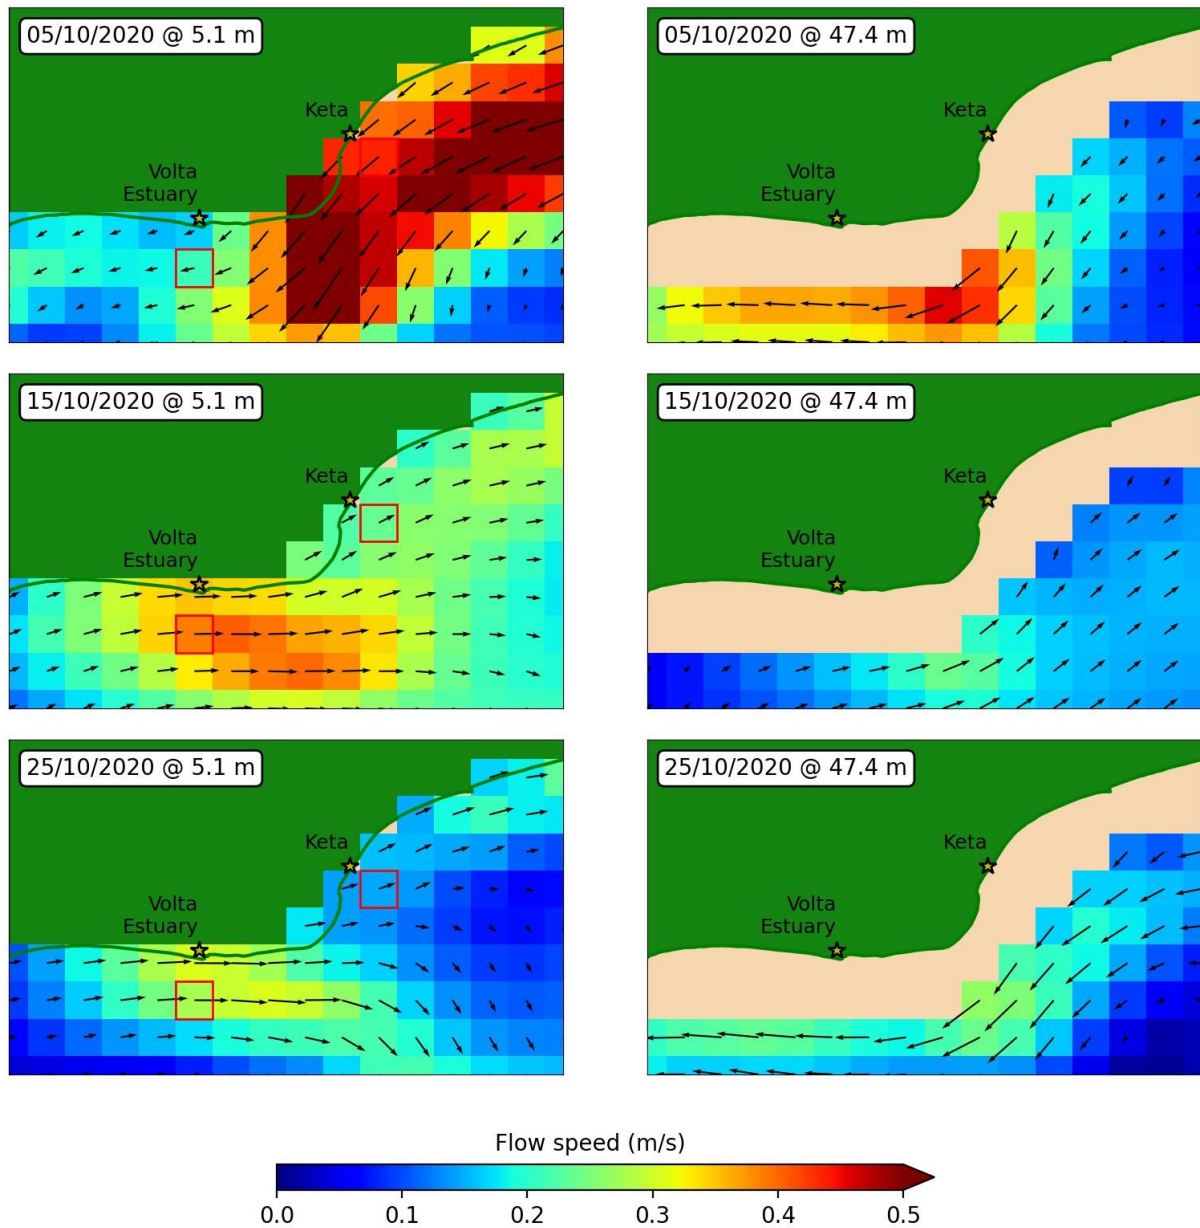 05/10/2020 @ 5.1 m
Keta
Volta
Estuary
05/10/2020 @ 47.4 m
Keta
Volta
Estuary
15/10/2020 @ 5.1 m
Keta
Volta
Estuary
15/10/2020 @ 47.4 m
Keta
Volta
Estuary
25/10/2020 @ 5.1 m
Keta
Volta
Estuary
25/10/2020 @ 47.4 m
Keta
Volta
Estuary
Flow speed (m/s)
0.0 0.1 0.2 0.3 0.4 0.5